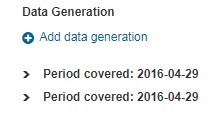 Data Generation
Add data generation
Period covered: 2016-04-29
Period covered: 2016-04-29